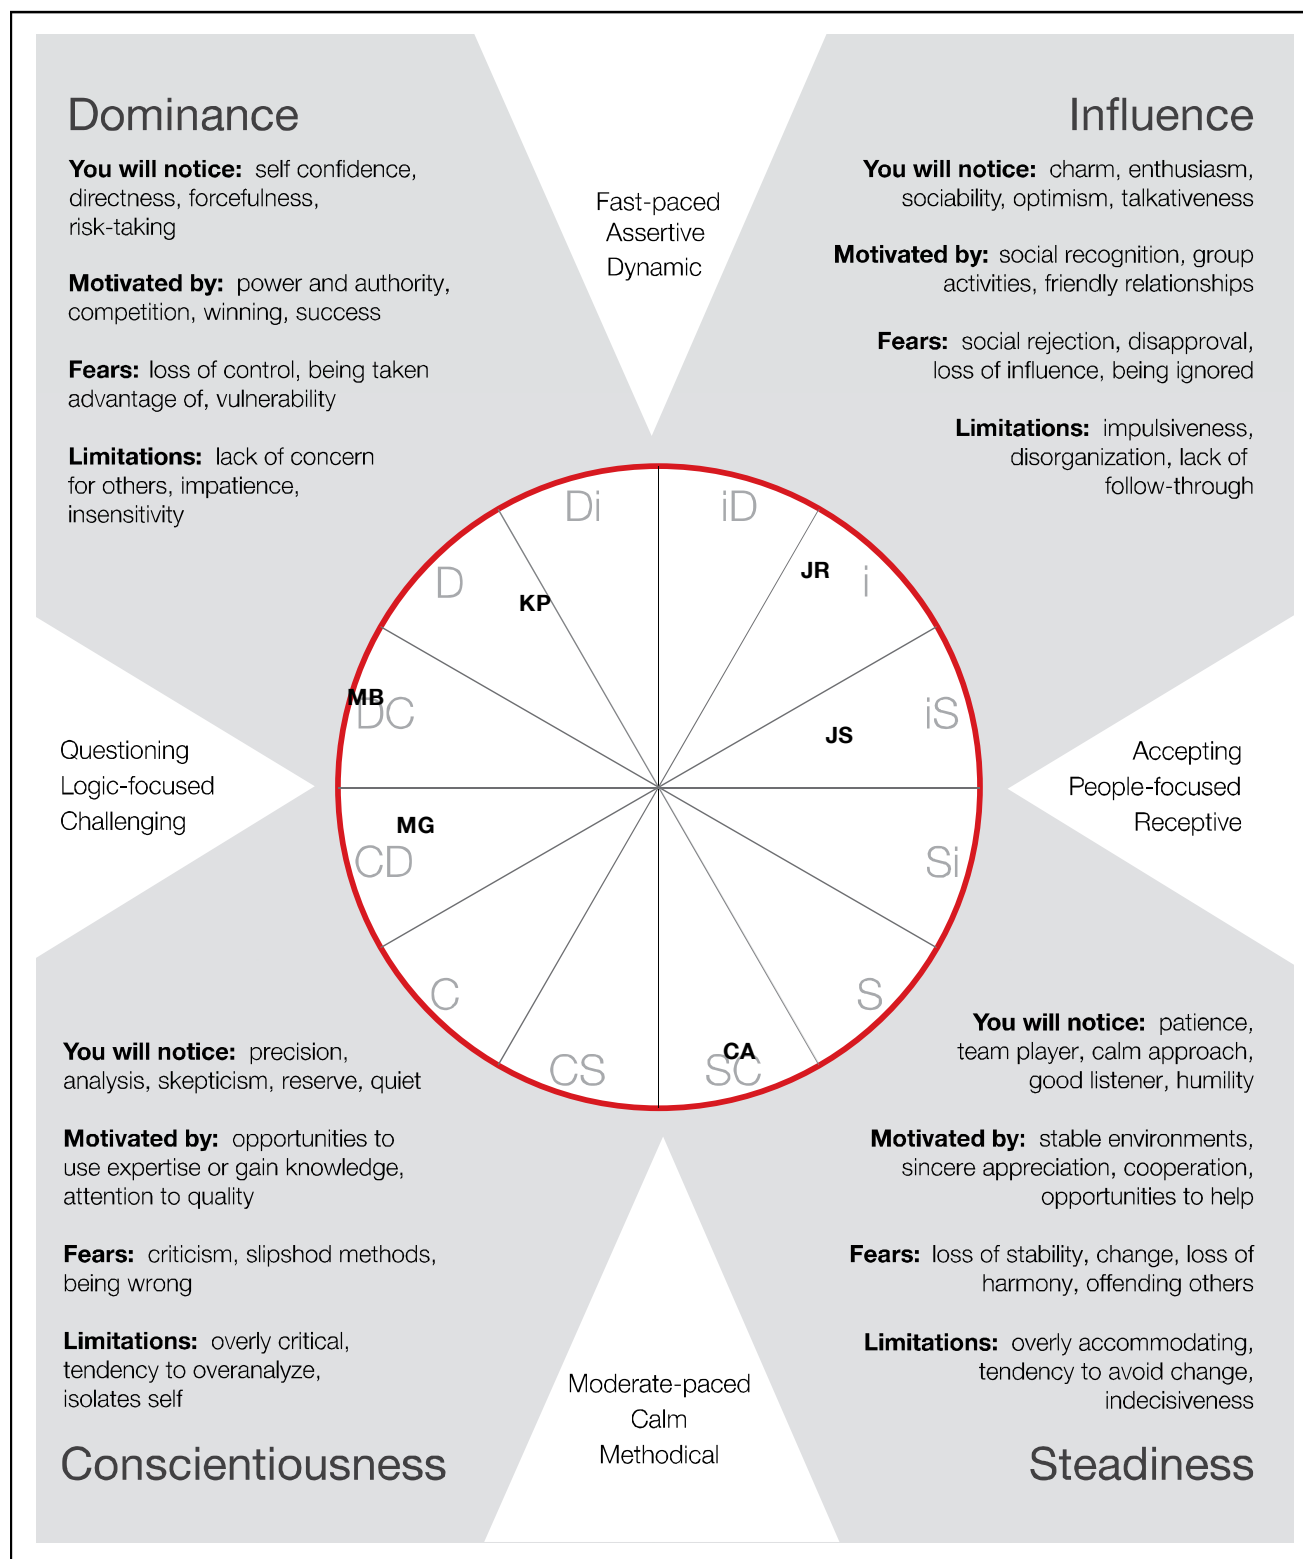 Dominance
You will notice: self confidence,
directness, forcefulness,
risk-taking
Motivated by: power and authority,
competition, winning, success
Fears: loss of control, being taken
advantage of, vulnerability
Limitations: lack of concern
for others, impatience,
insensitivity
Fast-paced
Assertive
Dynamic
Influence
You will notice: charm, enthusiasm,
sociability, optimism, talkativeness
Motivated by: social recognition, group
activities, friendly relationships
Fears: social rejection, disapproval,
loss of influence, being ignored
Limitations: impulsiveness,
disorganization, lack of
follow-through
Di
iD
D
KP
JR
i
MB
DC
JS
iS
Questioning
Logic-focused
Challenging
Accepting
People-focused
Receptive
MG
CD
Si
C
S
CS
CA
SC
You will notice: precision,
analysis, skepticism, reserve, quiet
Motivated by: opportunities to
use expertise or gain knowledge,
attention to quality
Fears: criticism, slipshod methods,
being wrong
Limitations: overly critical,
tendency to overanalyze,
isolates self
Conscientiousness
Moderate-paced
Calm
Methodical
You will notice: patience,
team player, calm approach,
good listener, humility
Motivated by: stable environments,
sincere appreciation, cooperation,
opportunities to help
Fears: loss of stability, change, loss of
harmony, offending others
Limitations: overly accommodating,
tendency to avoid change,
indecisiveness
Steadiness